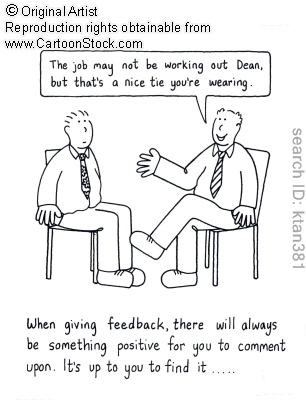 © Original Artist
Reproduction rights obtainable from
www.CartoonStock.com
The job may not be working out Dean,
but that's a nice tie you're wearing.
search ID: ktan381
When giving feedback, there will always
be something positive for you to comment
upon. It's up to you to find it .....